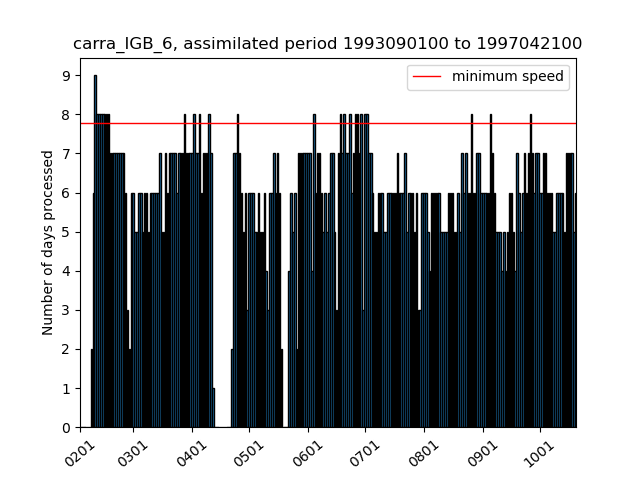 carra_IGB_6, assimilated period 1993090100 to 1997042100
minimum speed
Number of days processed
9
8
7
6
5
4
3
2
1
0
0201 0301 0401 0501 0601 0701 0801 0901 1001